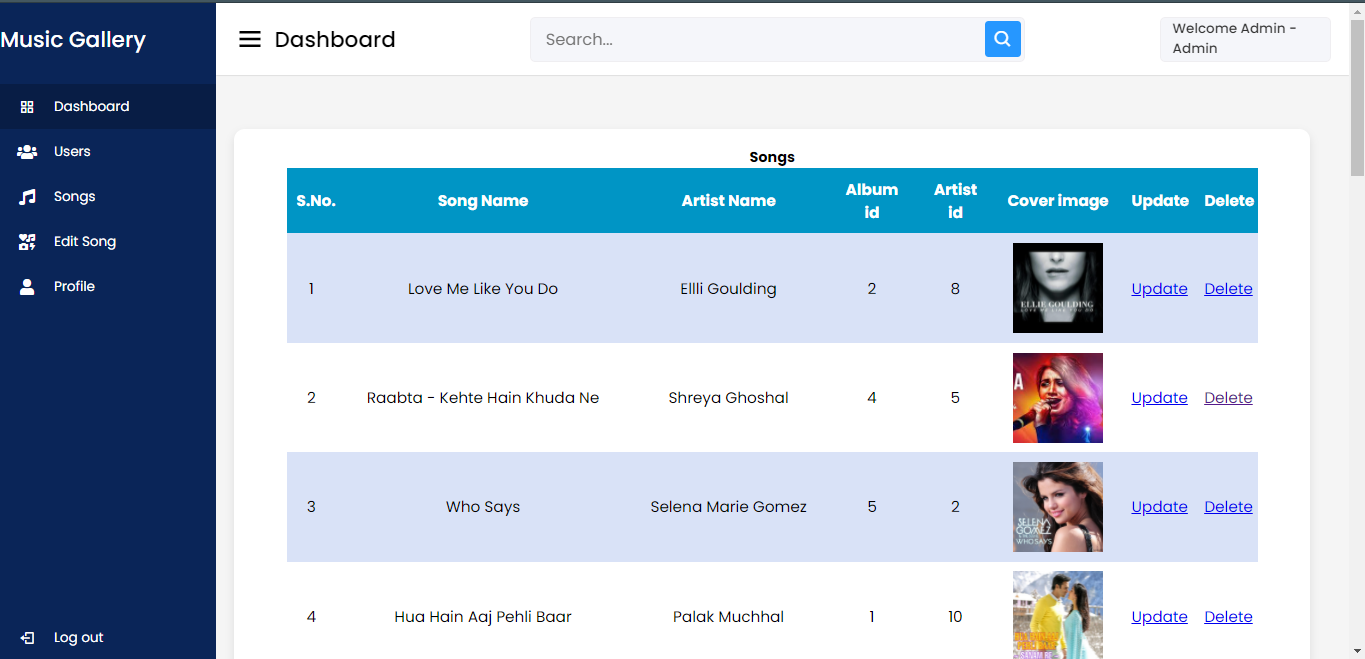 Music Gallery
Dashboard
Search...
Welcome Admin -
Admin
Dashboard
Users
Songs
Edit Song
Profile
Log out
Songs
S.No. Song Name Artist Name Album id Artist id Cover image Update Delete
1 Love Me Like You Do Ellli Goulding 2 8 Update Delete
ELLIE GOULDING
LOVE ME LIKE YOU DO
2 Raabta - Kehte Hain Khuda Ne Shreya Ghoshal 4 5 Update Delete
3 Who Says Selena Marie Gomez 5 2 Update Delete
SELENA
GOMEZ
WHO SAYS
4 Hua Hain Aaj Pehli Baar Palak Muchhal 1 10 Update Delete